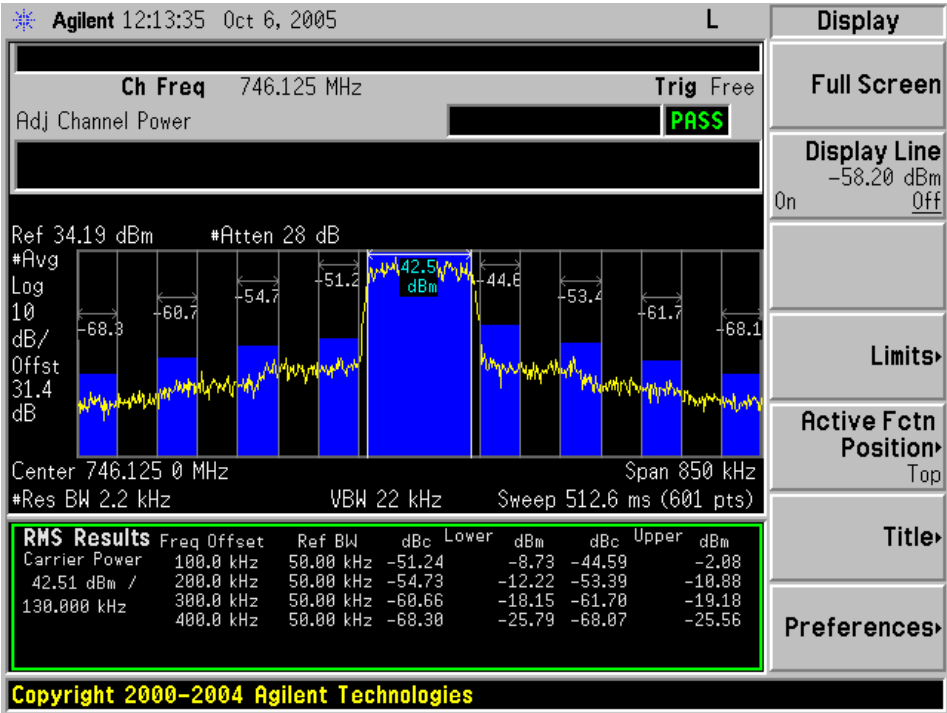 Agilent 12:13:35 Oct 6, 2005 L
Display
Ch Freq 746.125 MHz Trig Free
Adj Channel Power PASS
Full Screen
Display Line
-58.20 dBm
On Off
Ref 34.19 dBm #Atten 28 dB
#Avg
Log
10
dB/
Offst
31.4
dB
-68.3 -60.7 -54.7 -51.2 42.5 dBm -44.6 -53.4 -61.7 -68.1
Center 746.125 0 MHz Span 850 kHz
#Res BW 2.2 kHz VBW 22 kHz Sweep 512.6 ms (601 pts)
Limits
Active Fctn
Position
Top
Title
Preferences
RMS Results Freq Offset Ref BW dBc Lower dBm dBc Upper dBm
Carrier Power 100.0 kHz 50.00 kHz -51.24 -8.73 -44.59 -2.08
42.51 dBm / 200.0 kHz 50.00 kHz -54.73 -12.22 -53.39 -10.88
130.000 kHz 300.0 kHz 50.00 kHz -60.66 -18.15 -61.70 -19.18
400.0 kHz 50.00 kHz -68.30 -25.79 -68.07 -25.56
Copyright 2000-2004 Agilent Technologies